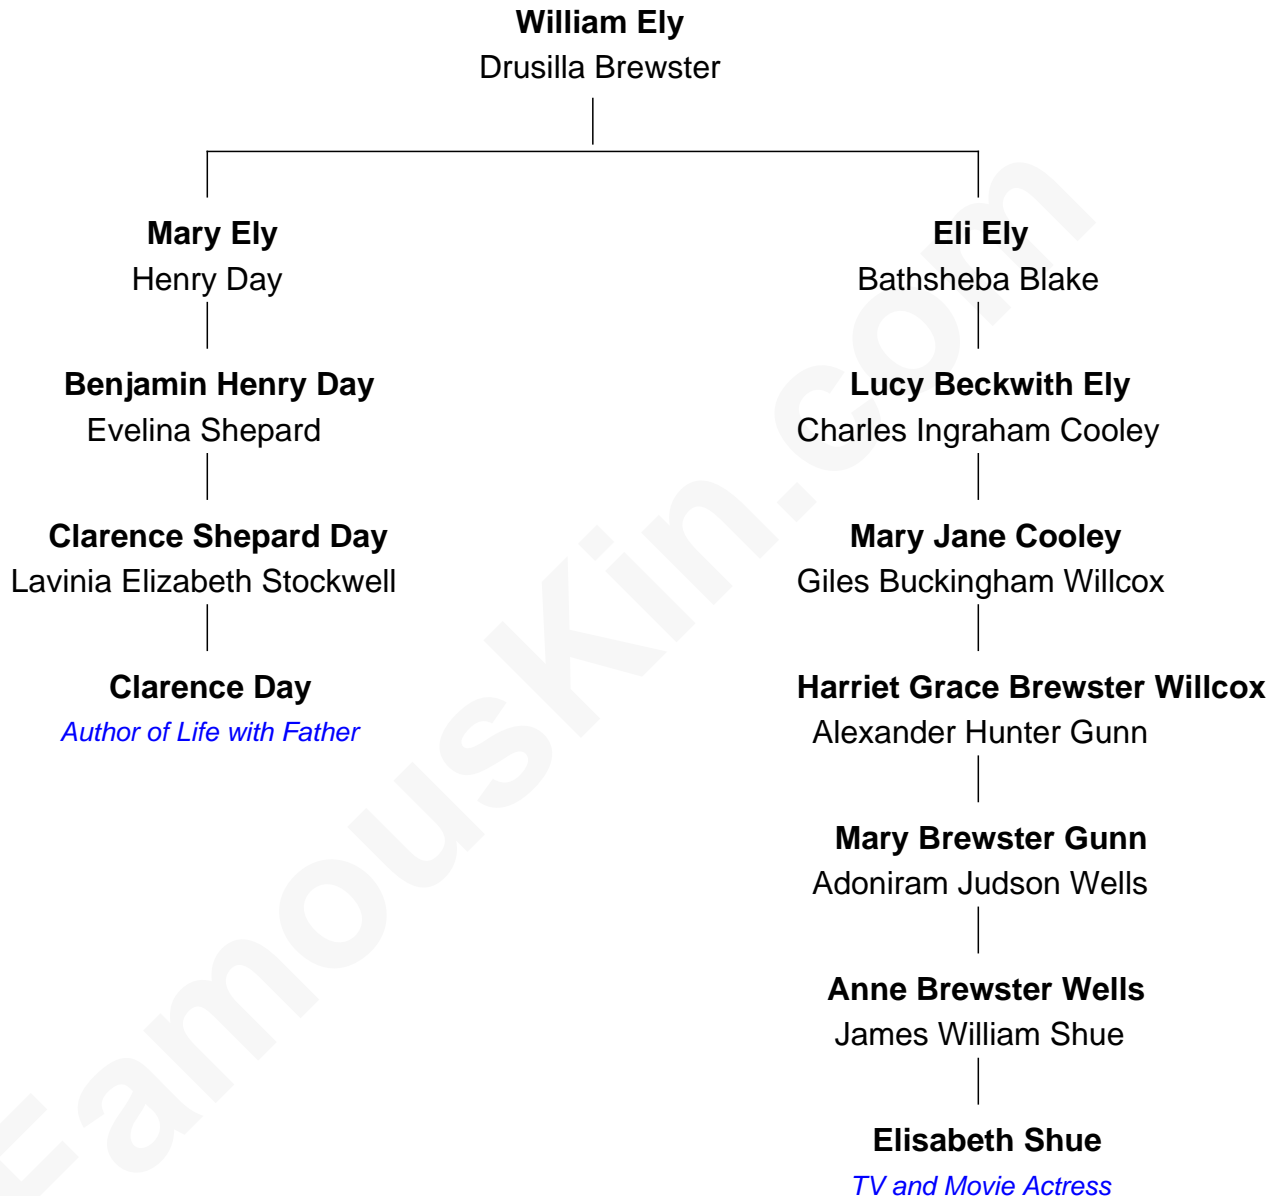 William Ely
Drusilla Brewster
Mary Ely
Henry Day
Eli Ely
Bathsheba Blake
Benjamin Henry Day
Evelina Shepard
Lucy Beckwith Ely
Charles Ingraham Cooley
Clarence Shepard Day
Lavinia Elizabeth Stockwell
Mary Jane Cooley
Giles Buckingham Willcox
Clarence Day
Author of Life with Father
Harriet Grace Brewster Willcox
Alexander Hunter Gunn
Mary Brewster Gunn
Adoniram Judson Wells
Anne Brewster Wells
James William Shue
Elisabeth Shue
TV and Movie Actress
FamousKin.com